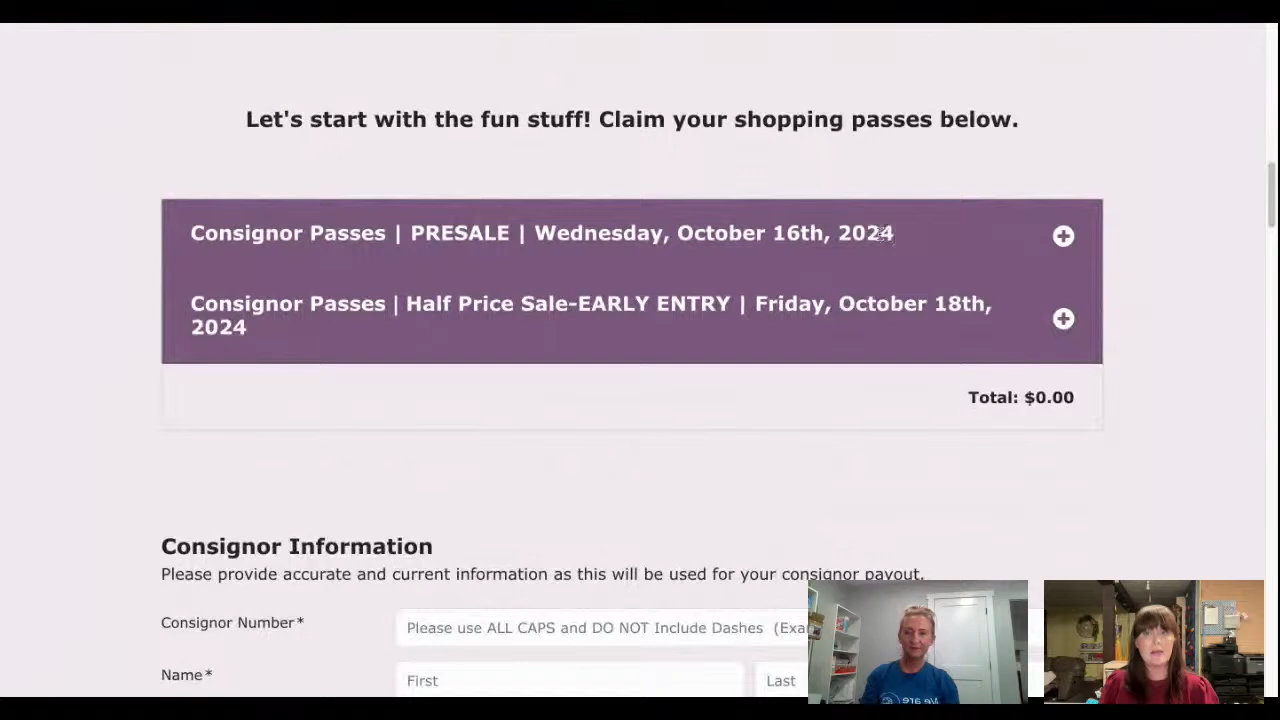 Let's start with the fun stuff! Claim your shopping passes below.
Consignor Passes | PRESALE | Wednesday, October 16th, 2024
Consignor Passes | Half Price Sale-EARLY ENTRY | Friday, October 18th,
2024
Total: $0.00
Consignor Information
Please provide accurate and current information as this will be used for your consignor payout.
Consignor Number*
Please use ALL CAPS and DO NOT Include Dashes
Name*
First
Last
We are